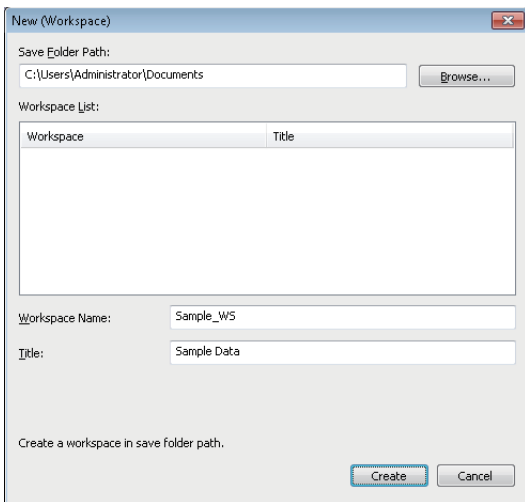 New (Workspace)
Save Folder Path:
C:\Users\Administrator\Documents
Browse...
Workspace List:
Workspace Title
Workspace Name: Sample_WS
Title: Sample Data
Create a workspace in save folder path.
Create Cancel